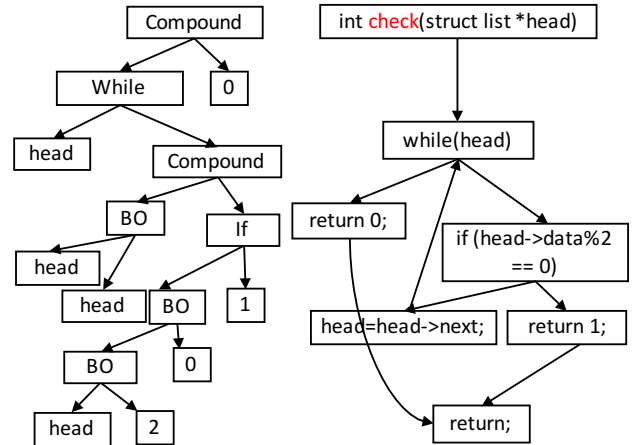 Compound
While
0
head
Compound
BO
If
head
head
BO
1
BO
0
head
2
int check(struct list *head)
while(head)
return 0;
if (head->data%2
== 0)
head=head->next;
return 1;
return;